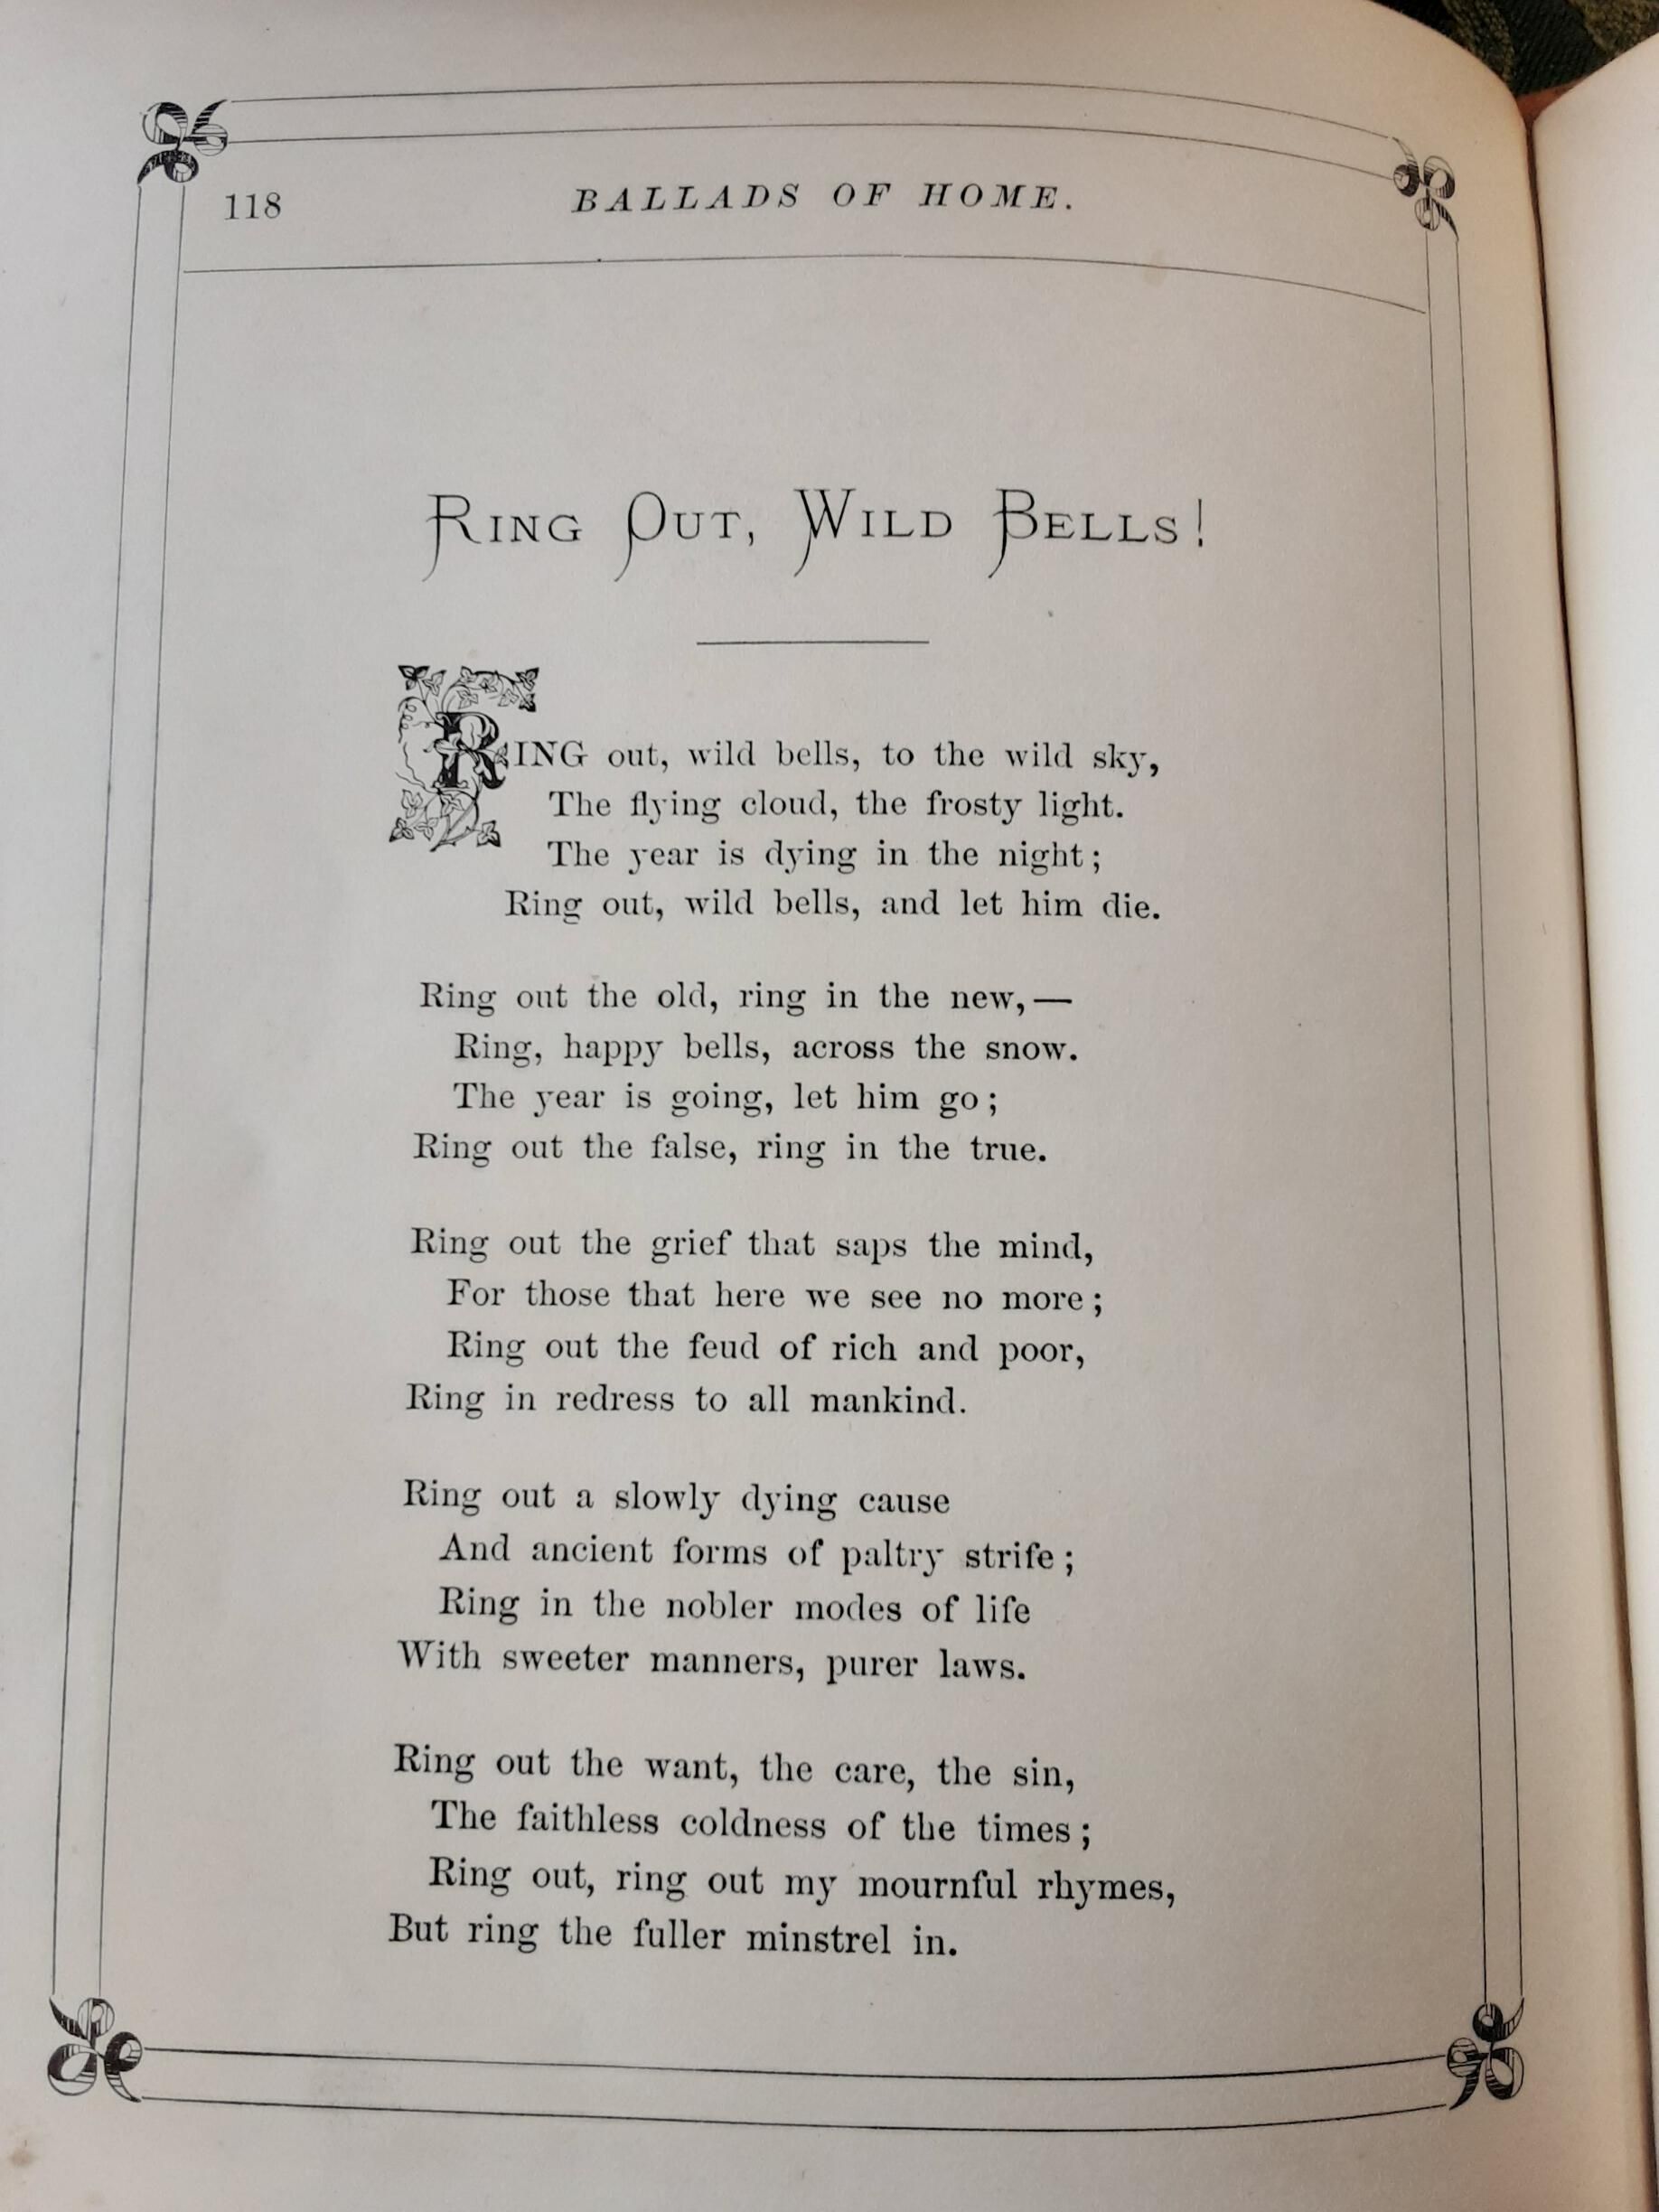 118 BALLADS OF HOME.
RING OUT, WILD BELLS!
RING out, wild bells, to the wild sky,
The flying cloud, the frosty light.
The year is dying in the night;
Ring out, wild bells, and let him die.
Ring out the old, ring in the new,—
Ring, happy bells, across the snow.
The year is going, let him go;
Ring out the false, ring in the true.
Ring out the grief that saps the mind,
For those that here we see no more;
Ring out the feud of rich and poor,
Ring in redress to all mankind.
Ring out a slowly dying cause
And ancient forms of paltry strife;
Ring in the nobler modes of life
With sweeter manners, purer laws.
Ring out the want, the care, the sin,
The faithless coldness of the times;
Ring out, ring out my mournful rhymes,
But ring the fuller minstrel in.